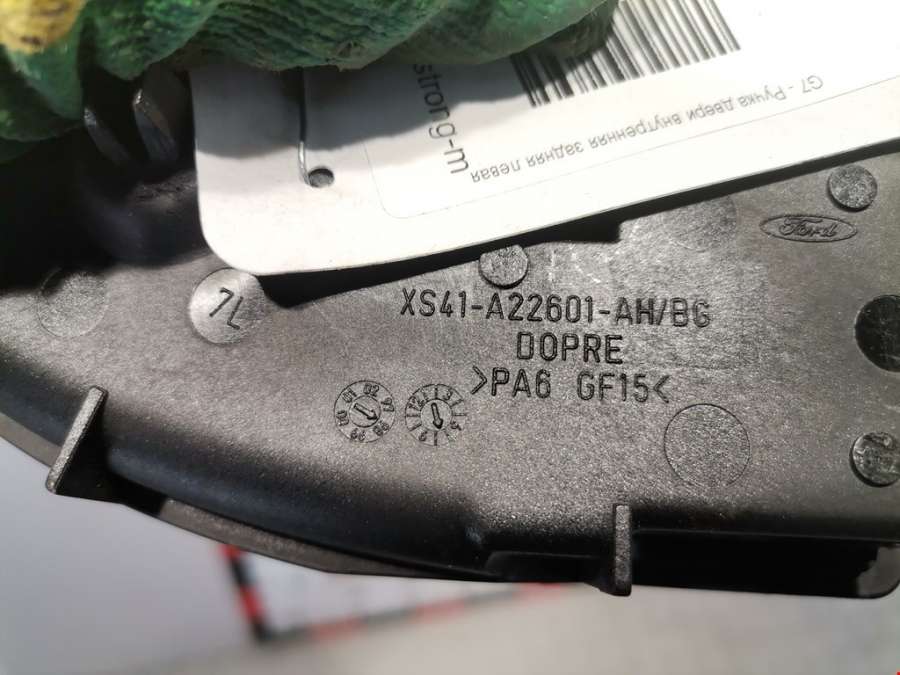 strong-m
G7 - Ручка двери внутренняя задняя левая
Ford
7L
XS41-A22601-AH/BG
DOPRE
>PA6 GF15<